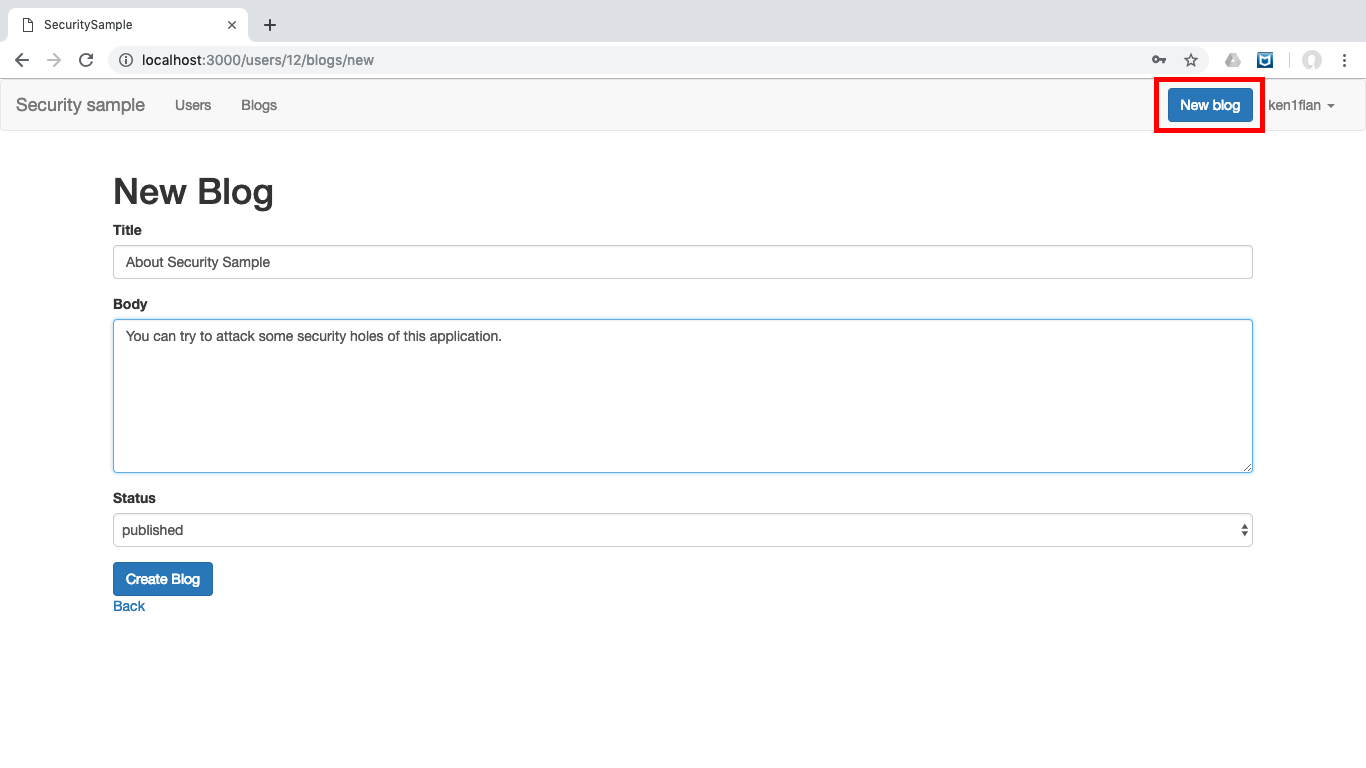 SecuritySample
localhost:3000/users/12/blogs/new
Security sample Users Blogs New blog ken1flan
New Blog
Title
About Security Sample
Body
You can try to attack some security holes of this application.
Status
published
Create Blog
Back